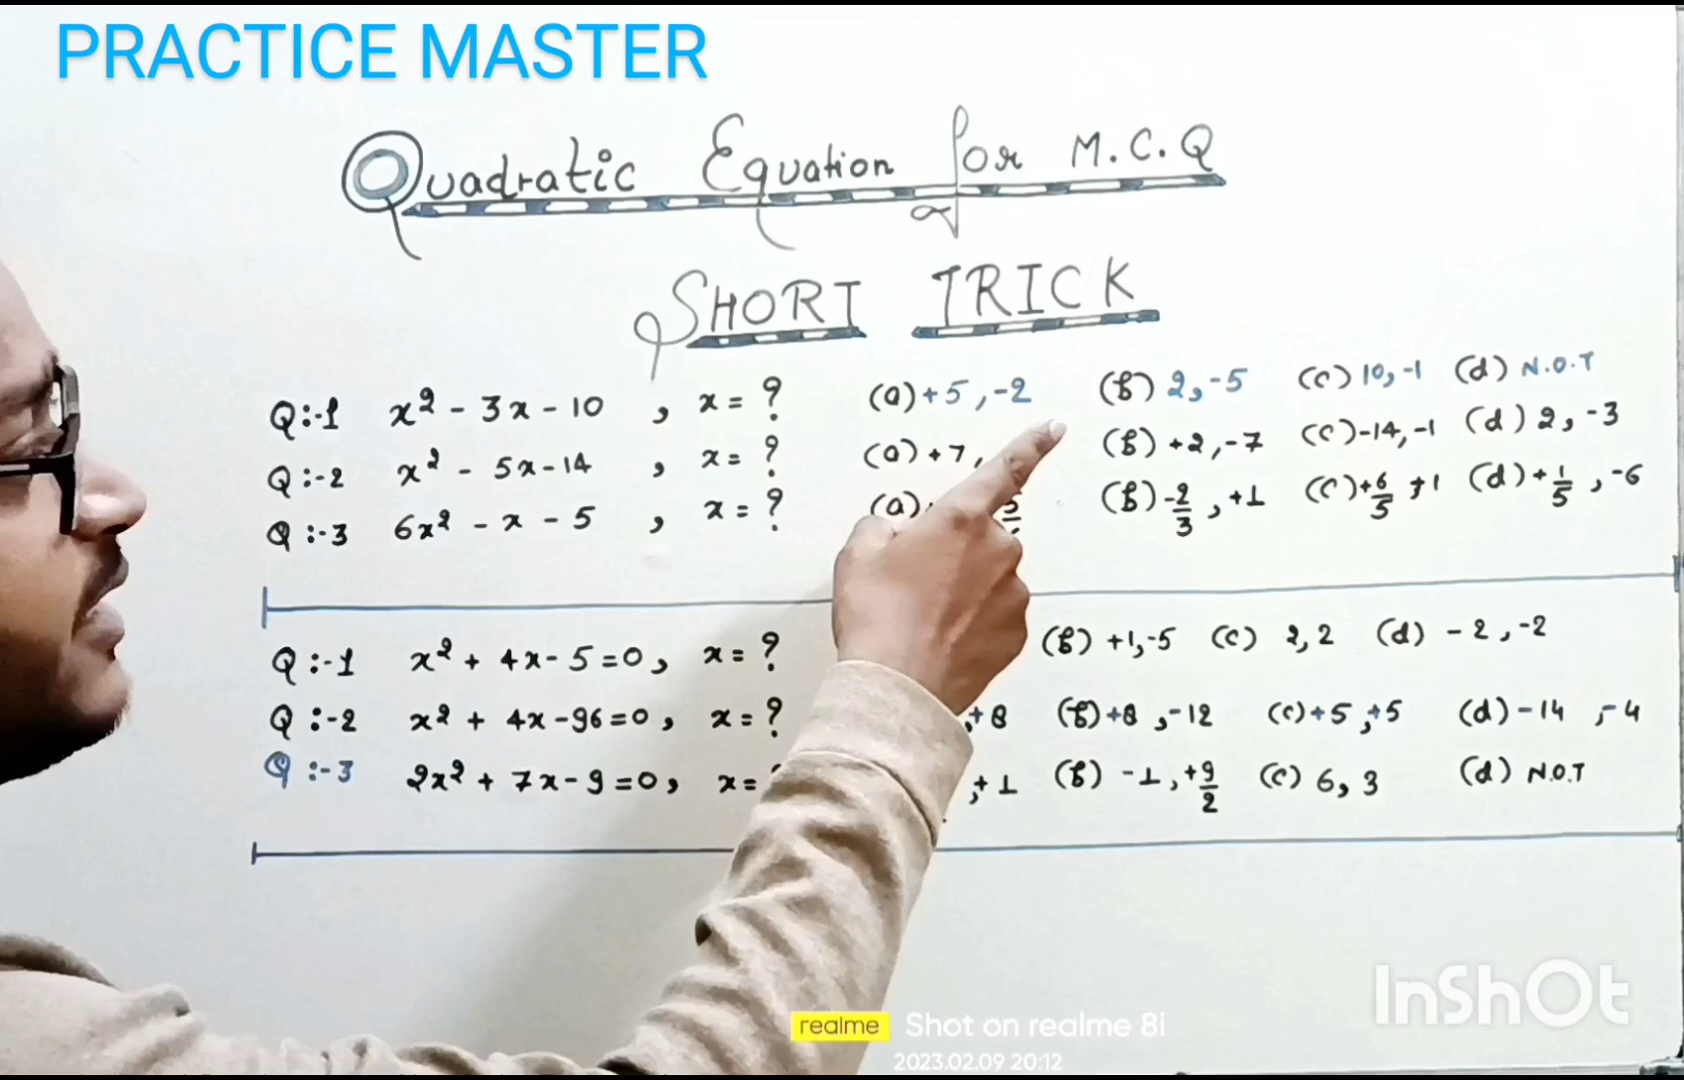 PRACTICE MASTER
Quadratic Equation for M.C.Q
SHORT TRICK
Q:-1 x² - 3x - 10 , x = ? (a) +5, -2 (b) 2, -5 (c) 10, -1 (d) N.O.T
Q:-2 x² - 5x - 14 , x = ? (a) +7, (b) +2, -7 (c) -14, -1 (d) 2, -3
Q:-3 6x² - x - 5 , x = ? (a) (b) -2/3, +1 (c) +6/5, +1 (d) +1/5, -6
Q:-1 x² + 4x - 5 = 0, x = ? (b) +1, -5 (c) 2, 2 (d) -2, -2
Q:-2 x² + 4x - 96 = 0, x = ? , +8 (b) +8, -12 (c) +5, +5 (d) -14, -4
Q:-3 2x² + 7x - 9 = 0, x = , +1 (b) -1, +9/2 (c) 6, 3 (d) N.O.T
InShOt
realme Shot on realme 8i
2023.02.09 20:12